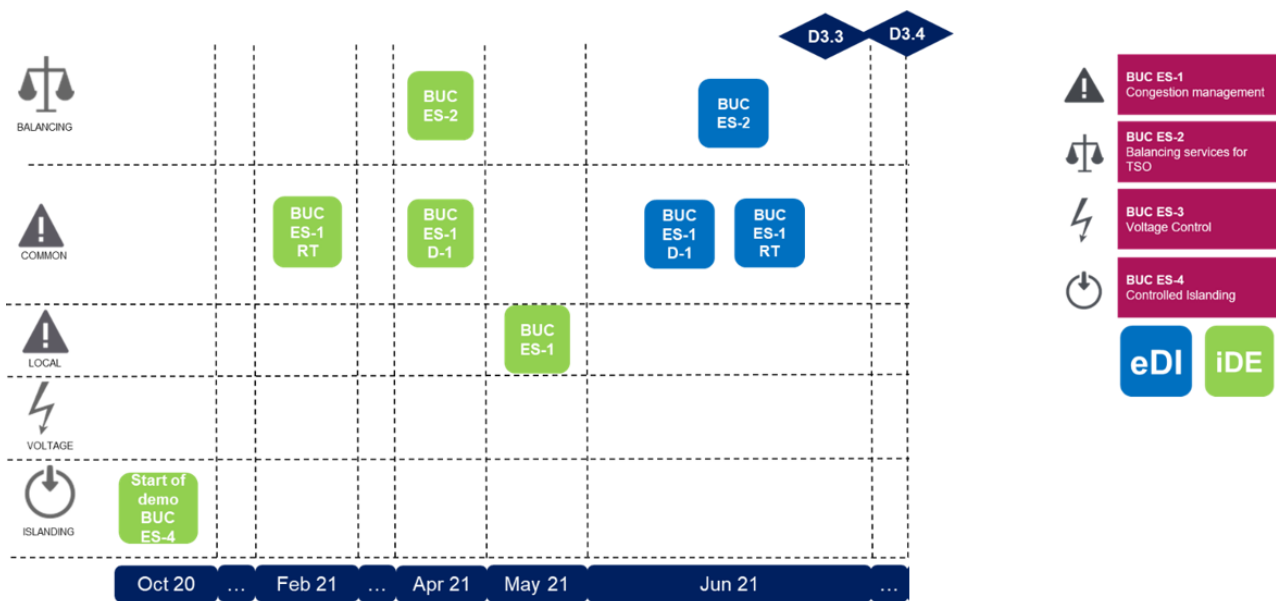 D3.3
D3.4
BALANCING
BUC
ES-2
BUC
ES-2
COMMON
BUC
ES-1
RT
BUC
ES-1
D-1
BUC
ES-1
D-1
BUC
ES-1
RT
LOCAL
BUC
ES-1
VOLTAGE
ISLANDING
Start of
demo
BUC
ES-4
Oct 20
...
Feb 21
...
Apr 21
May 21
Jun 21
...
BUC ES-1
Congestion management
BUC ES-2
Balancing services for
TSO
BUC ES-3
Voltage Control
BUC ES-4
Controlled Islanding
eDI
iDE